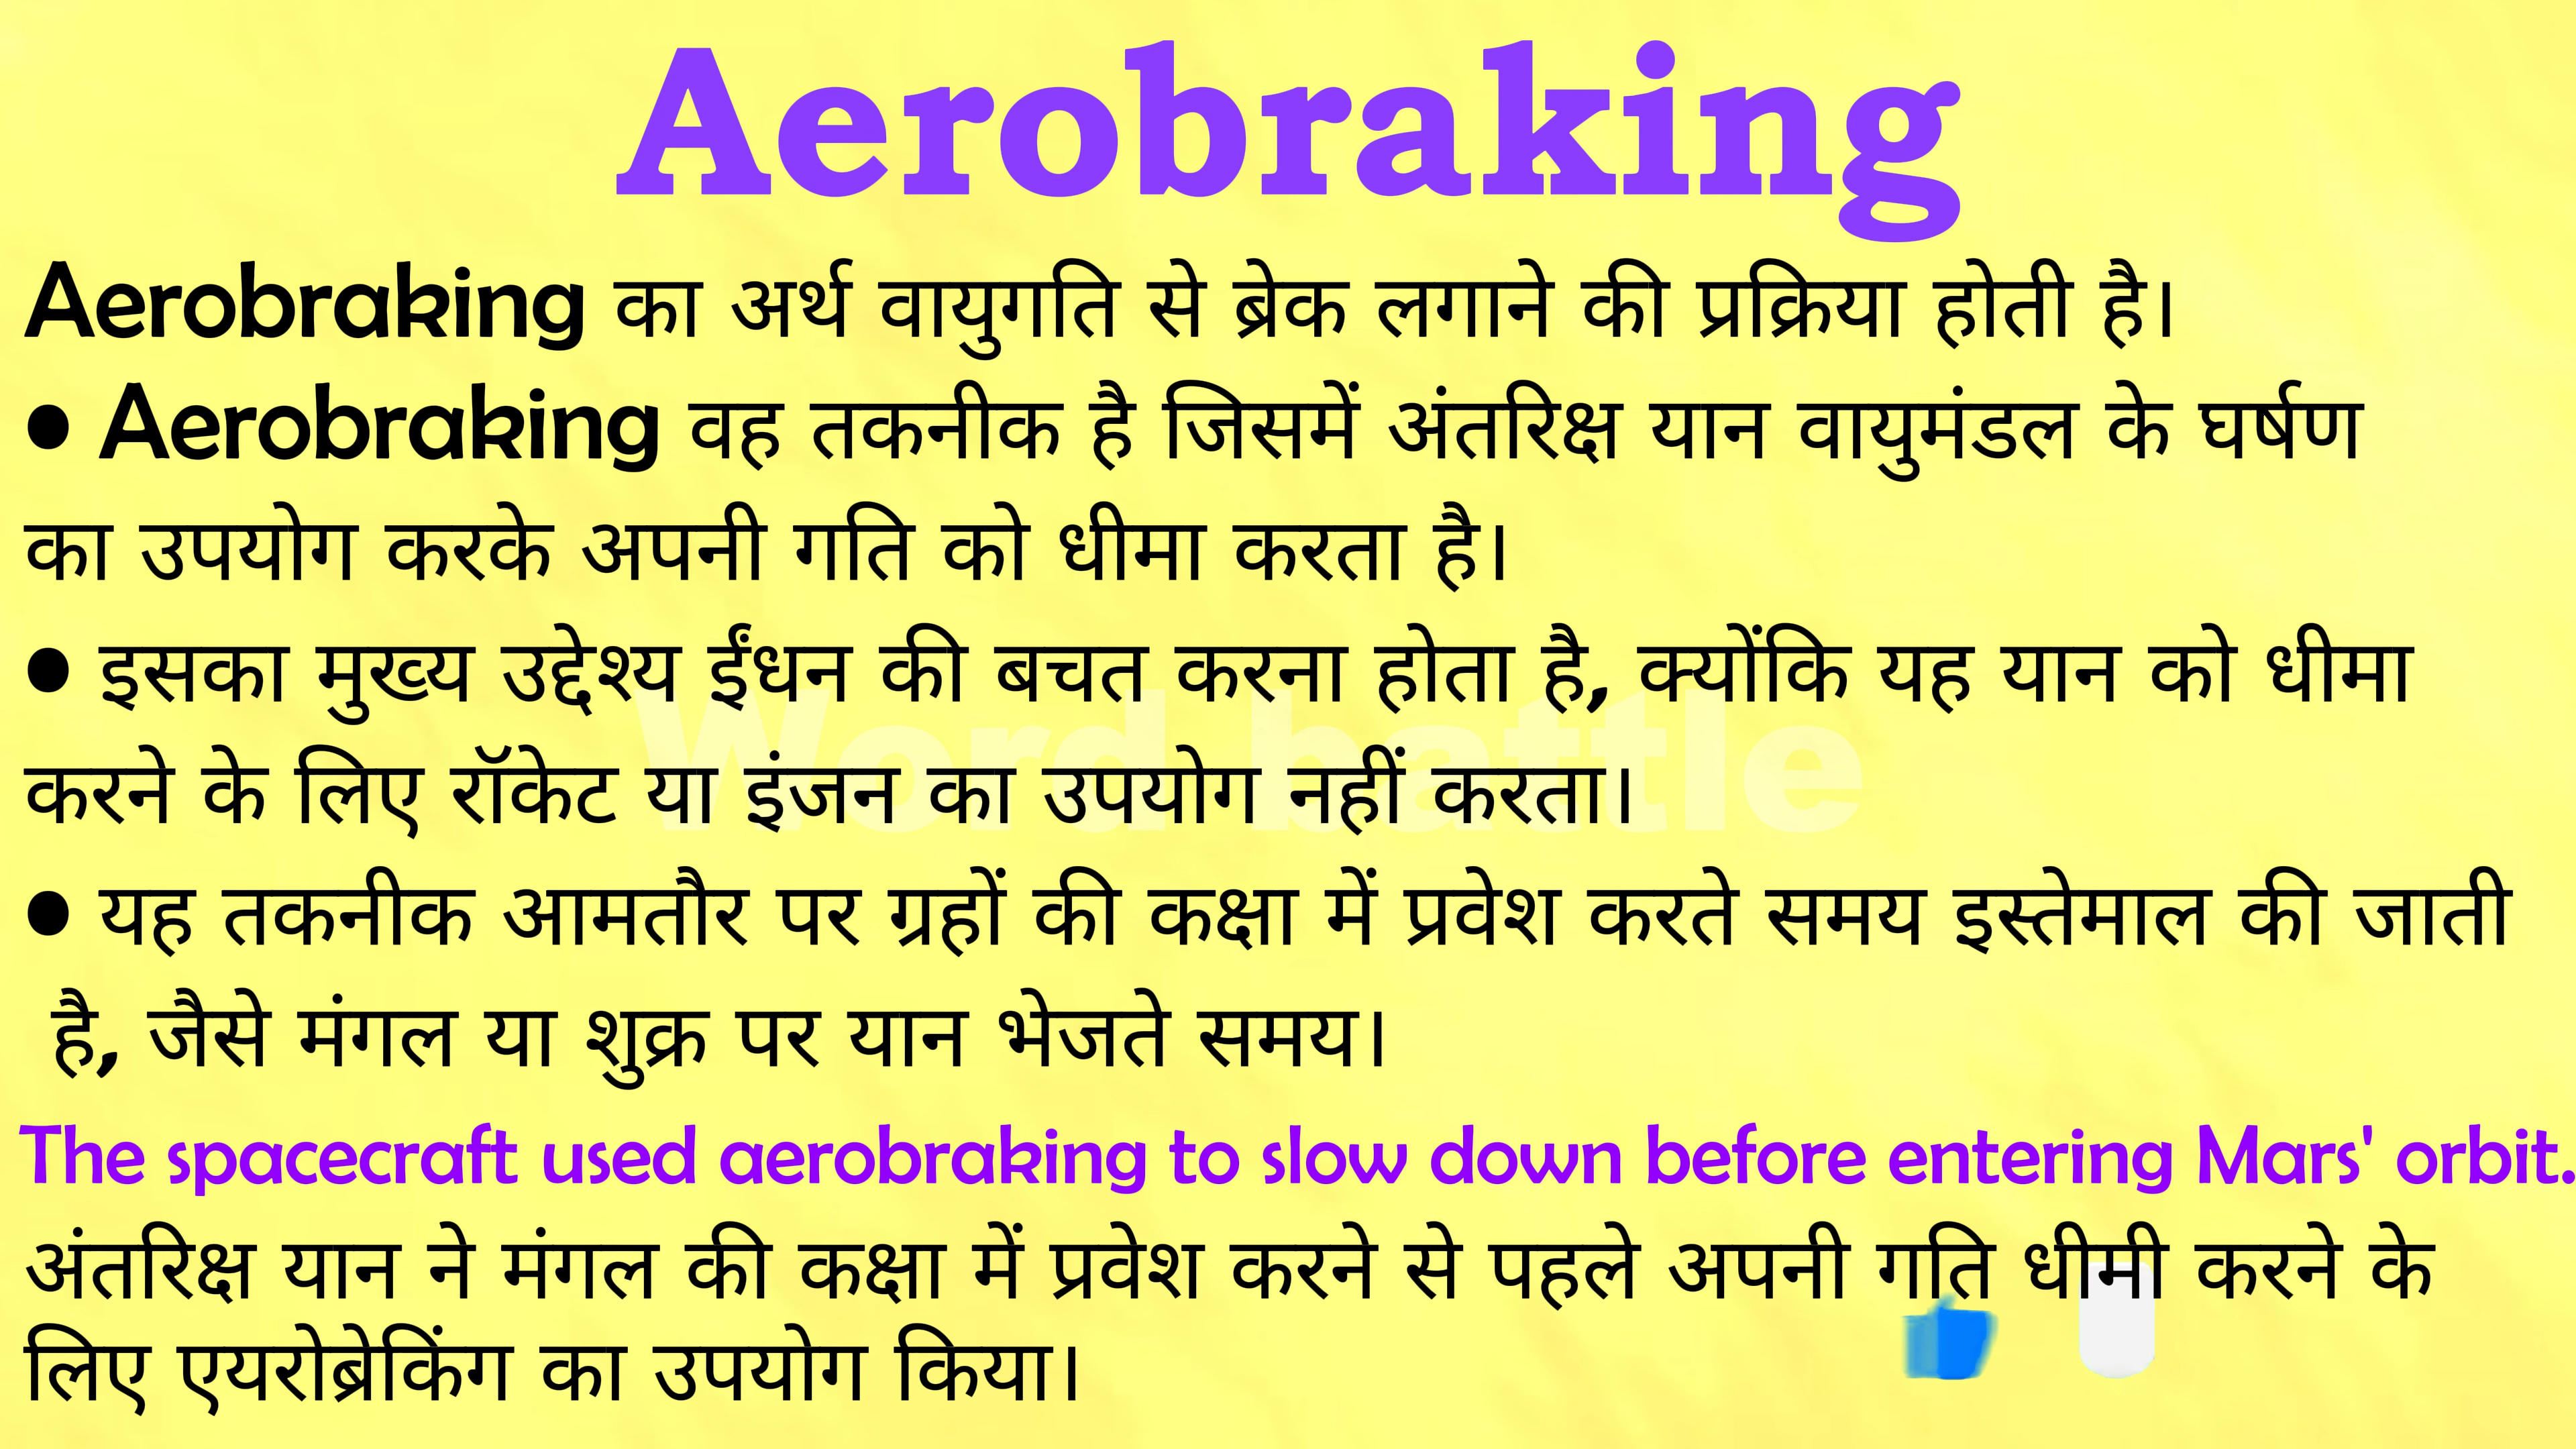 Aerobraking
Aerobraking का अर्थ वायुगति से ब्रेक लगाने की प्रक्रिया होती है।
● Aerobraking वह तकनीक है जिसमें अंतरिक्ष यान वायुमंडल के घर्षण
का उपयोग करके अपनी गति को धीमा करता है।
● इसका मुख्य उद्देश्य ईंधन की बचत करना होता है, क्योंकि यह यान को धीमा
Word battle
करने के लिए रॉकेट या इंजन का उपयोग नहीं करता।
● यह तकनीक आमतौर पर ग्रहों की कक्षा में प्रवेश करते समय इस्तेमाल की जाती
है, जैसे मंगल या शुक्र पर यान भेजते समय।
The spacecraft used aerobraking to slow down before entering Mars' orbit.
अंतरिक्ष यान ने मंगल की कक्षा में प्रवेश करने से पहले अपनी गति धीमी करने के
लिए एयरोब्रेकिंग का उपयोग किया।